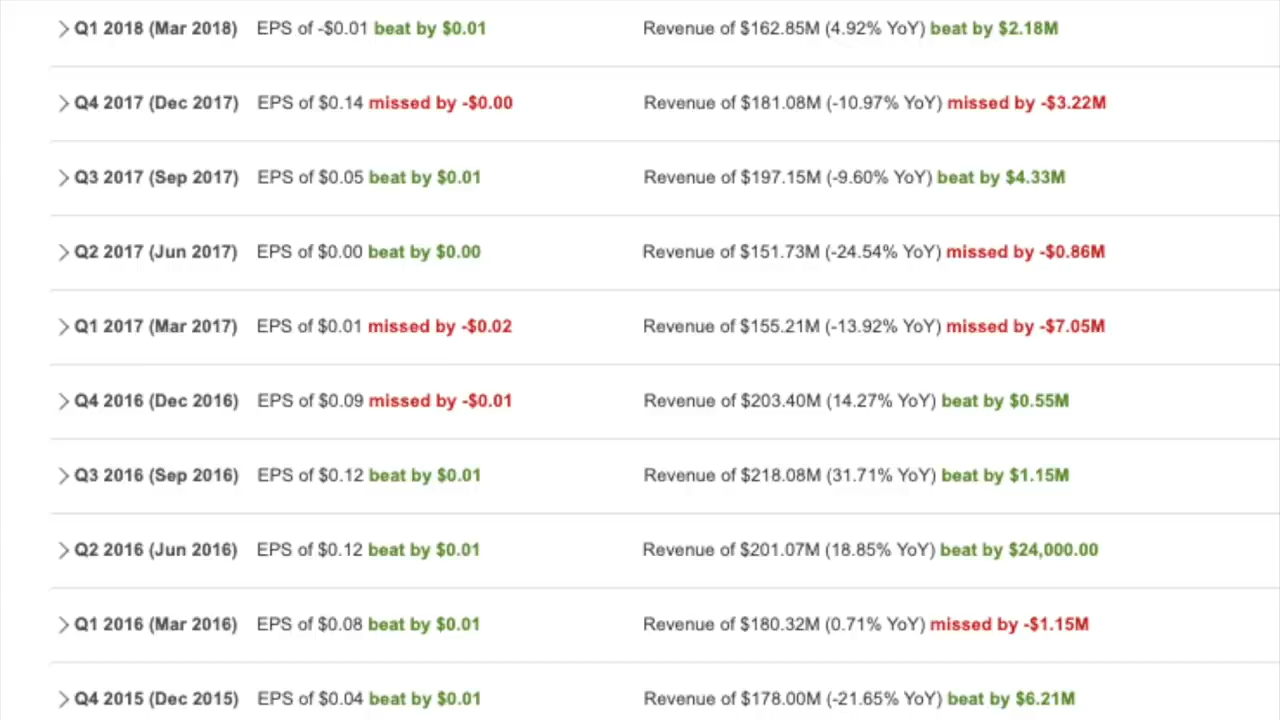 Q1 2018 (Mar 2018) EPS of -$0.01 beat by $0.01 Revenue of $162.85M (4.92% YoY) beat by $2.18M
Q4 2017 (Dec 2017) EPS of $0.14 missed by -$0.00 Revenue of $181.08M (-10.97% YoY) missed by -$3.22M
Q3 2017 (Sep 2017) EPS of $0.05 beat by $0.01 Revenue of $197.15M (-9.60% YoY) beat by $4.33M
Q2 2017 (Jun 2017) EPS of $0.00 beat by $0.00 Revenue of $151.73M (-24.54% YoY) missed by -$0.86M
Q1 2017 (Mar 2017) EPS of $0.01 missed by -$0.02 Revenue of $155.21M (-13.92% YoY) missed by -$7.05M
Q4 2016 (Dec 2016) EPS of $0.09 missed by -$0.01 Revenue of $203.40M (14.27% YoY) beat by $0.55M
Q3 2016 (Sep 2016) EPS of $0.12 beat by $0.01 Revenue of $218.08M (31.71% YoY) beat by $1.15M
Q2 2016 (Jun 2016) EPS of $0.12 beat by $0.01 Revenue of $201.07M (18.85% YoY) beat by $24,000.00
Q1 2016 (Mar 2016) EPS of $0.08 beat by $0.01 Revenue of $180.32M (0.71% YoY) missed by -$1.15M
Q4 2015 (Dec 2015) EPS of $0.04 beat by $0.01 Revenue of $178.00M (-21.65% YoY) beat by $6.21M